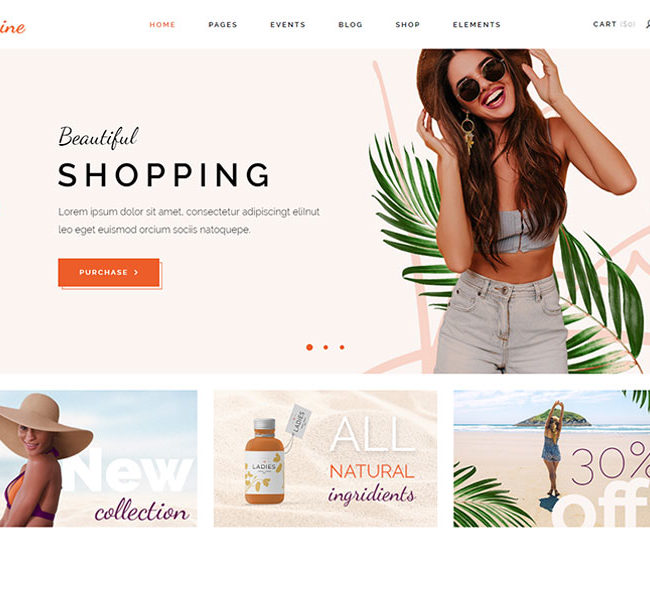 ine
HOME PAGES EVENTS BLOG SHOP ELEMENTS CART ($0)
Beautiful
SHOPPING
Lorem ipsum dolor sit amet, consectetur adipiscingt elilnut
leo eget euismod orcium sociis natoquepe.
PURCHASE >
New
collection
LADIES
LADIES
ALL
NATURAL
ingridients
30%
off